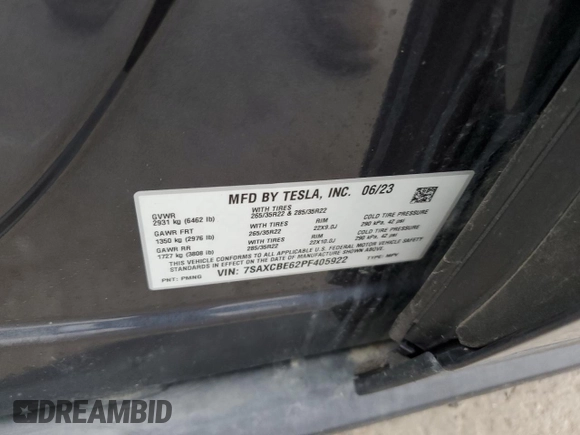 MFD BY TESLA, INC. 06/23
GVWR
2931 kg (6462 lb)
WITH TIRES
265/35R22 & 285/35R22
COLD TIRE PRESSURE
290 kPa, 42 psi
GAWR FRT
1350 kg (2976 lb)
WITH TIRES
265/35R22
RIM
22X9.0J
COLD TIRE PRESSURE
290 kPa, 42 psi
GAWR RR
1727 kg (3808 lb)
285/35R22
RIM
22X10.0J
THIS VEHICLE CONFORMS TO ALL APPLICABLE U.S. FEDERAL MOTOR VEHICLE SAFETY
STANDARDS IN EFFECT ON THE DATE OF MANUFACTURE SHOWN ABOVE.
VIN: 7SAXCBE62PF405922
PNT: PMNG
TYPE: MPV
DREAMBID